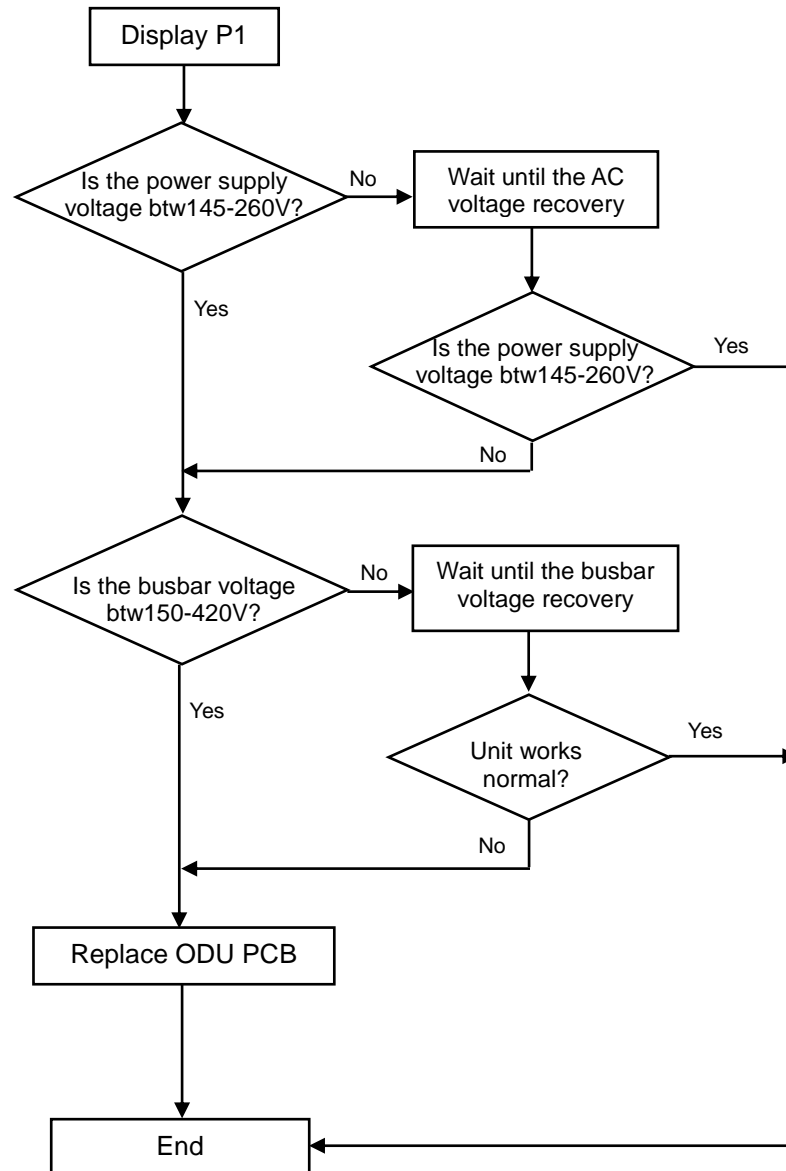 Display P1
Is the power supply
voltage btw145-260V?
No
Wait until the AC
voltage recovery
Yes
Is the power supply
voltage btw145-260V?
Yes
No
Is the busbar voltage
btw150-420V?
No
Wait until the busbar
voltage recovery
Yes
Unit works
normal?
Yes
No
Replace ODU PCB
End